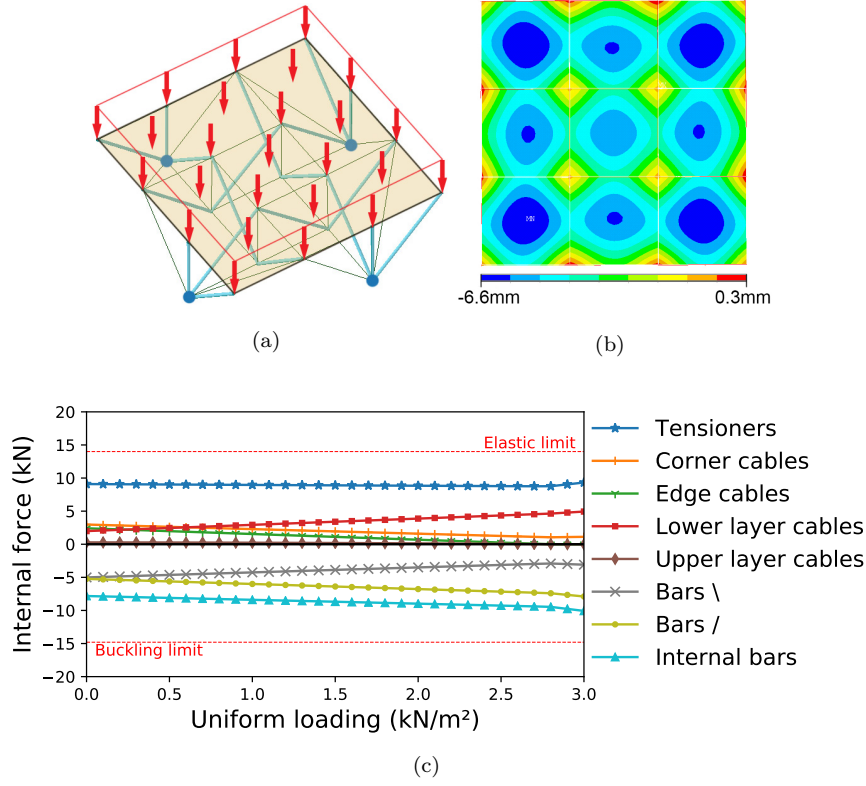 MN
-6.6mm 0.3mm
(a)
(b)
Internal force (kN)
20
15
10
5
0
−5
−10
−15
−20
Elastic limit
Buckling limit
0.0 0.5 1.0 1.5 2.0 2.5 3.0
Uniform loading (kN/m²)
Tensioners
Corner cables
Edge cables
Lower layer cables
Upper layer cables
Bars \
Bars /
Internal bars
(c)